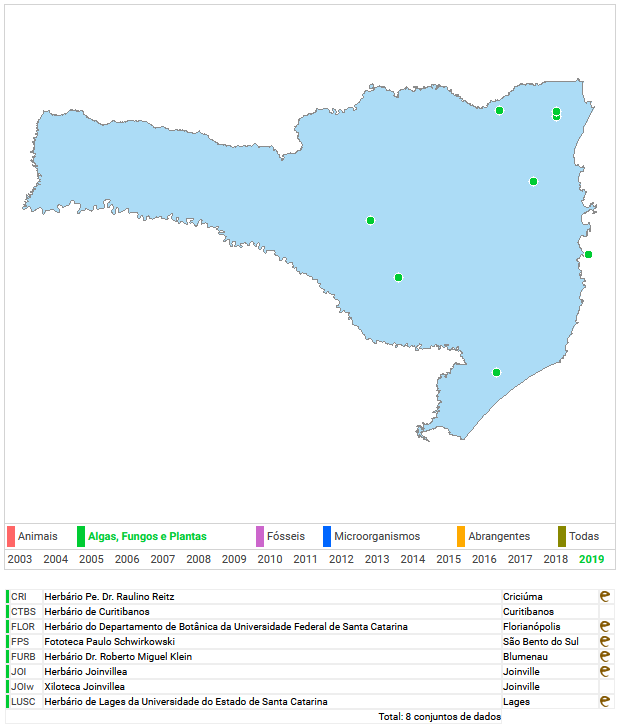 Animais Algas, Fungos e Plantas Fósseis Microorganismos Abrangentes Todas
2003 2004 2005 2006 2007 2008 2009 2010 2011 2012 2013 2014 2015 2016 2017 2018 2019
CRI Herbário Pe. Dr. Raulino Reitz Criciúma
CTBS Herbário de Curitibanos Curitibanos
FLOR Herbário do Departamento de Botânica da Universidade Federal de Santa Catarina Florianópolis
FPS Fototeca Paulo Schwirkowski São Bento do Sul
FURB Herbário Dr. Roberto Miguel Klein Blumenau
JOI Herbário Joinvillea Joinville
JOIw Xiloteca Joinvillea Joinville
LUSC Herbário de Lages da Universidade do Estado de Santa Catarina Lages
Total: 8 conjuntos de dados